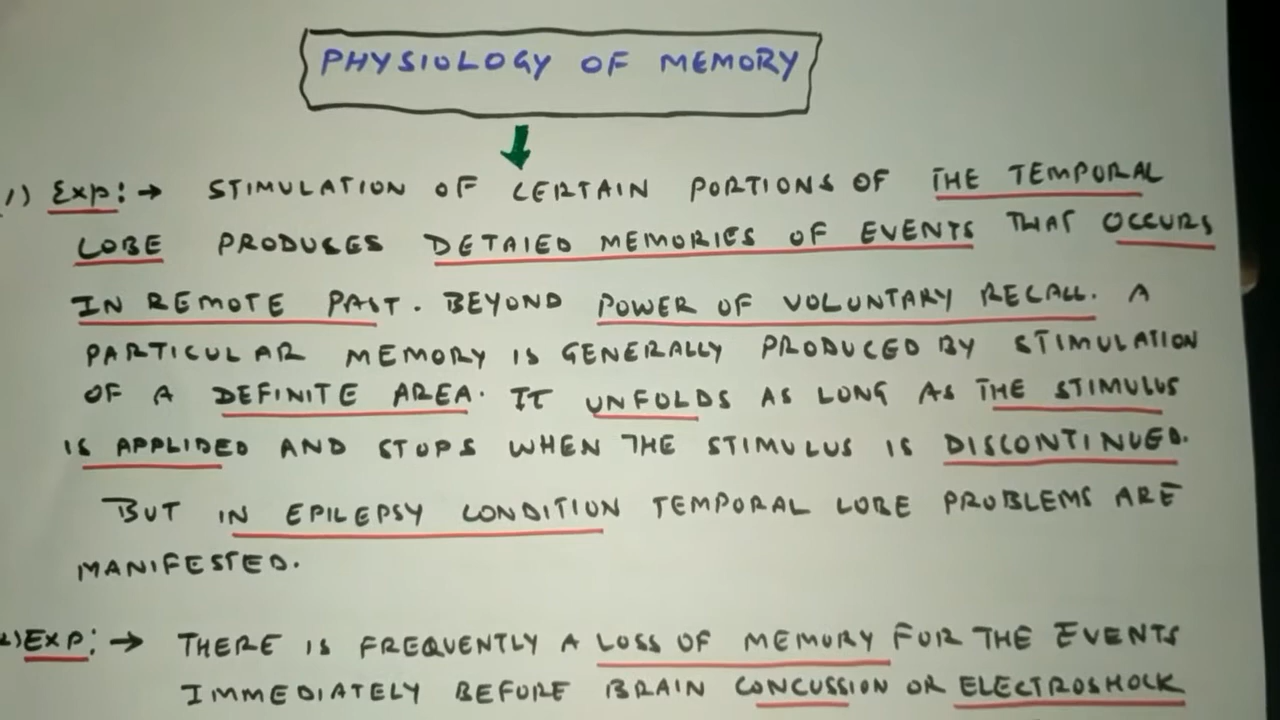 PHYSIOLOGY OF MEMORY
1) Exp: → STIMULATION OF CERTAIN PORTIONS OF THE TEMPORAL
LOBE PRODUCES DETAIED MEMORIES OF EVENTS THAT OCCURS
IN REMOTE PAST. BEYOND POWER OF VOLUNTARY RECALL. A
PARTICULAR MEMORY IS GENERALLY PRODUCED BY STIMULATION
OF A DEFINITE AREA. IT UNFOLDS AS LONG AS THE STIMULUS
IS APPLIDED AND STOPS WHEN THE STIMULUS IS DISCONTINUED.
BUT IN EPILEPSY CONDITION TEMPORAL LOBE PROBLEMS ARE
MANIFESTED.
2) EXP: → THERE IS FREQUENTLY A LOSS OF MEMORY FOR THE EVENTS
IMMEDIATELY BEFORE BRAIN CONCUSSION OR ELECTROSHOCK